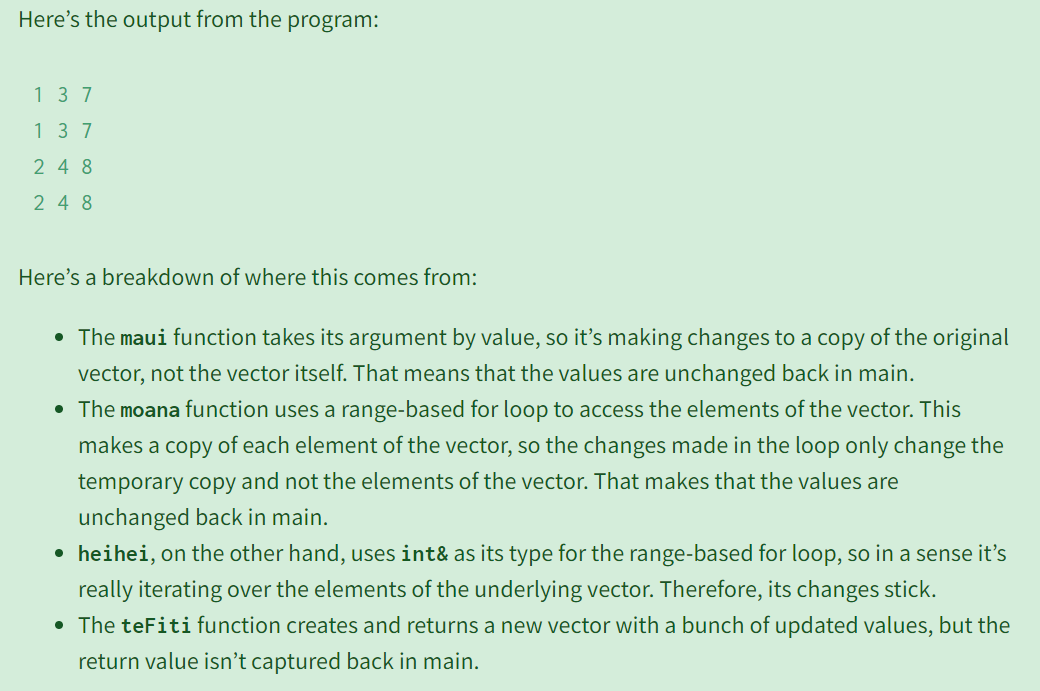 Here’s the output from the program:
1 3 7
1 3 7
2 4 8
2 4 8
Here’s a breakdown of where this comes from:
• The maui function takes its argument by value, so it’s making changes to a copy of the original
vector, not the vector itself. That means that the values are unchanged back in main.
• The moana function uses a range-based for loop to access the elements of the vector. This
makes a copy of each element of the vector, so the changes made in the loop only change the
temporary copy and not the elements of the vector. That makes that the values are
unchanged back in main.
• heihei, on the other hand, uses int& as its type for the range-based for loop, so in a sense it’s
really iterating over the elements of the underlying vector. Therefore, its changes stick.
• The teFiti function creates and returns a new vector with a bunch of updated values, but the
return value isn’t captured back in main.